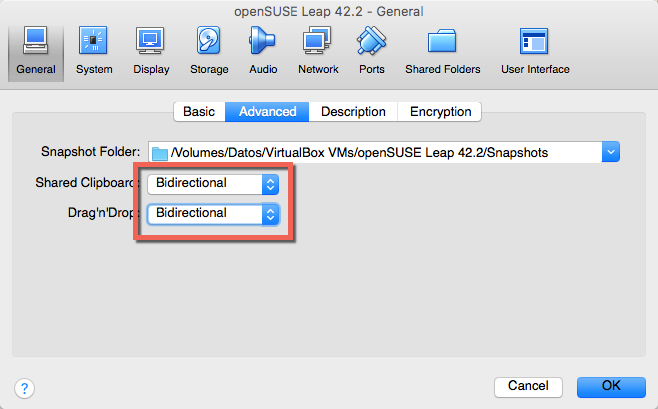 openSUSE Leap 42.2 - General
General System Display Storage Audio Network Ports Shared Folders User Interface
Basic Advanced Description Encryption
Snapshot Folder: /Volumes/Datos/VirtualBox VMs/openSUSE Leap 42.2/Snapshots
Shared Clipboard: Bidirectional
Drag'n'Drop: Bidirectional
? Cancel OK